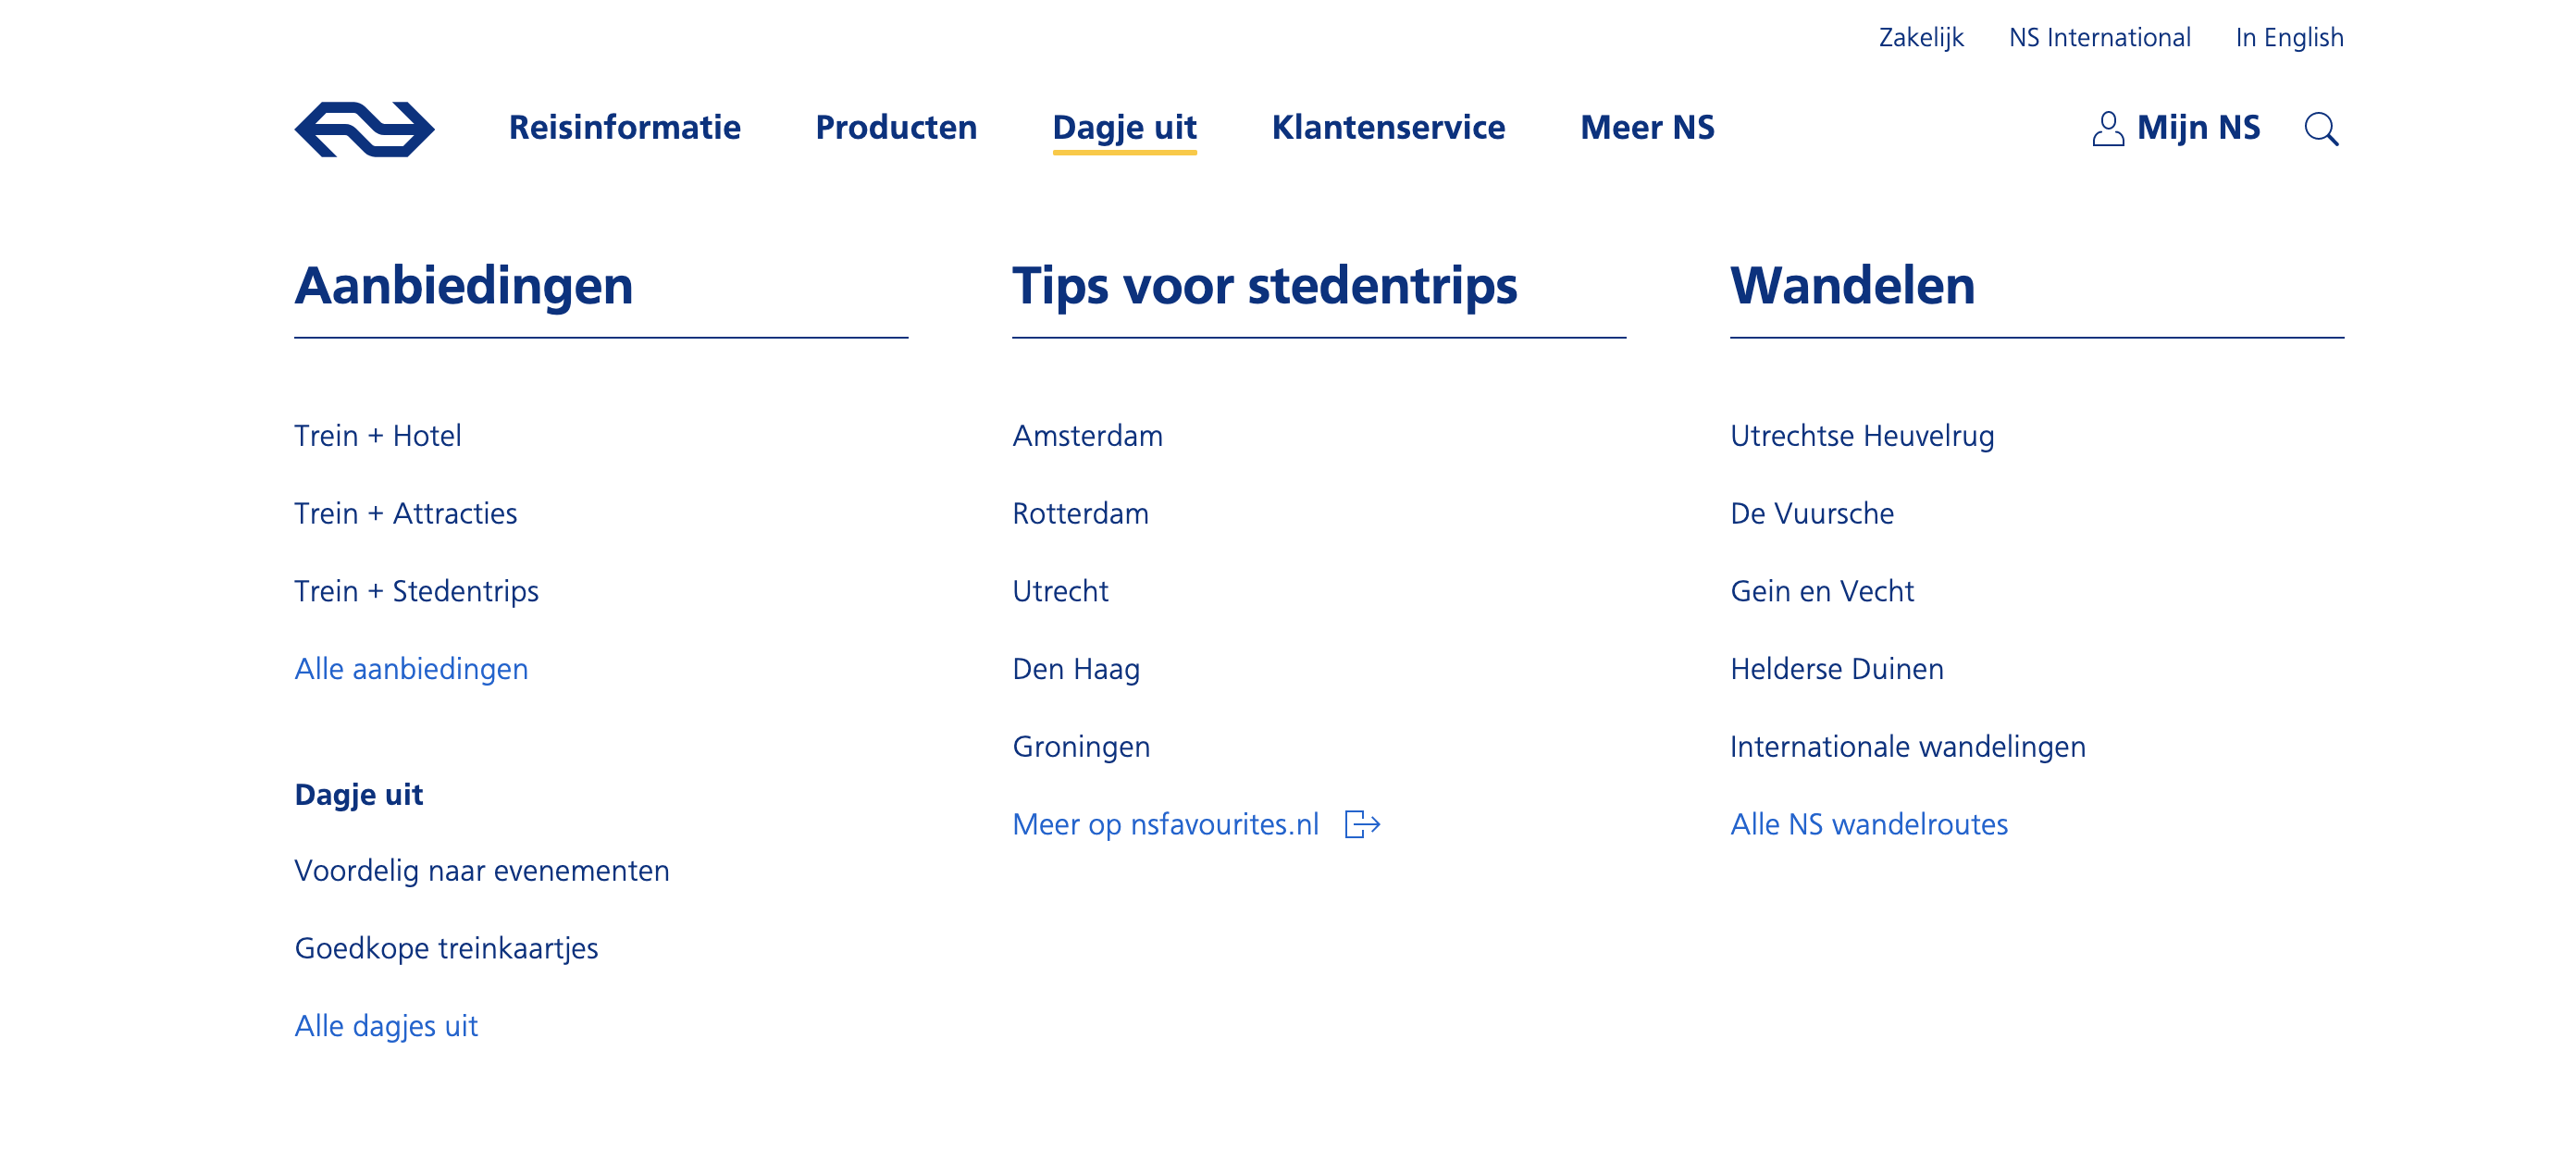 Zakelijk NS International In English
Reisinformatie Producten Dagje uit Klantenservice Meer NS Mijn NS
Aanbiedingen
Trein + Hotel
Trein + Attracties
Trein + Stedentrips
Alle aanbiedingen
Dagje uit
Voordelig naar evenementen
Goedkope treinkaartjes
Alle dagjes uit
Tips voor stedentrips
Amsterdam
Rotterdam
Utrecht
Den Haag
Groningen
Meer op nsfavourites.nl
Wandelen
Utrechtse Heuvelrug
De Vuursche
Gein en Vecht
Helderse Duinen
Internationale wandelingen
Alle NS wandelroutes